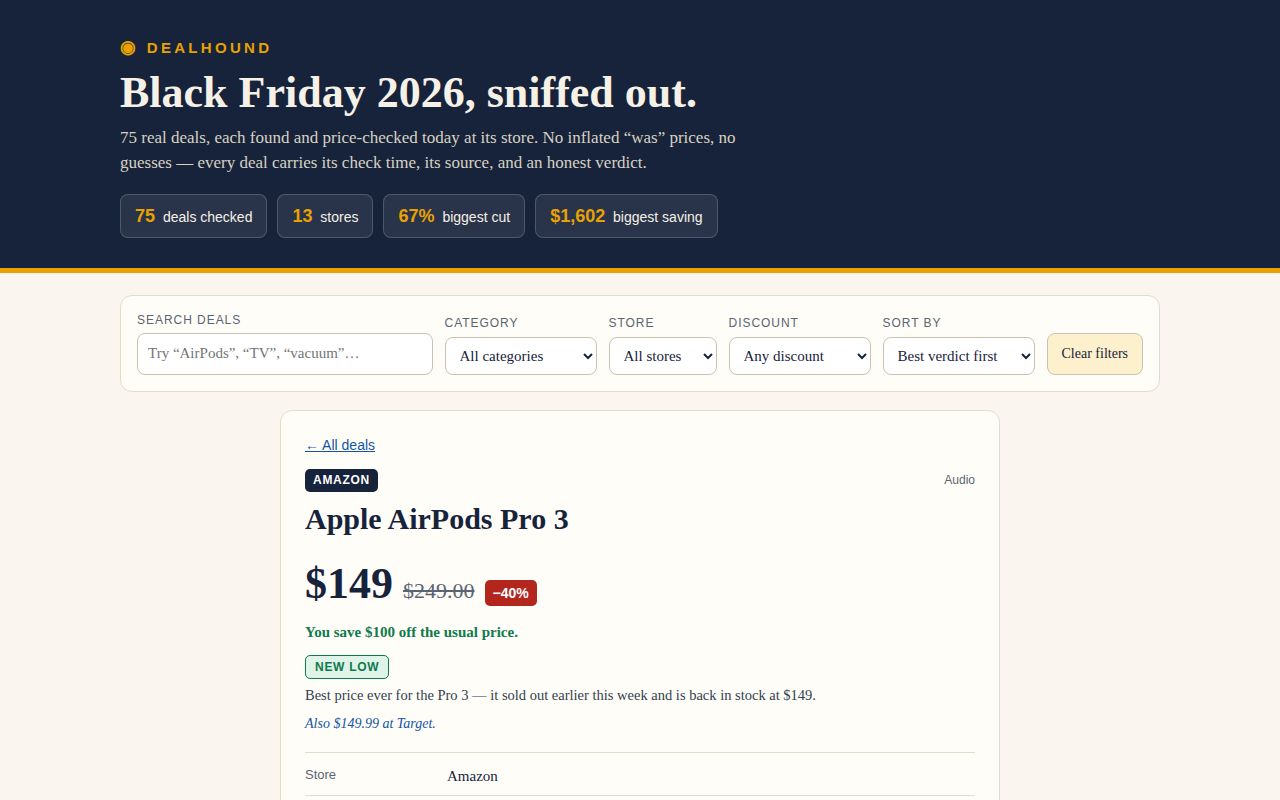 ◉ DEALHOUND
Black Friday 2026, sniffed out.
75 real deals, each found and price-checked today at its store. No inflated “was” prices, no
guesses — every deal carries its check time, its source, and an honest verdict.
75 deals checked 13 stores 67% biggest cut $1,602 biggest saving
SEARCH DEALS CATEGORY STORE DISCOUNT SORT BY
Try “AirPods”, “TV”, “vacuum”… All categories All stores Any discount Best verdict first Clear filters
← All deals
AMAZON Audio
Apple AirPods Pro 3
$149 $249.00 −40%
You save $100 off the usual price.
NEW LOW
Best price ever for the Pro 3 — it sold out earlier this week and is back in stock at $149.
Also $149.99 at Target.
Store Amazon